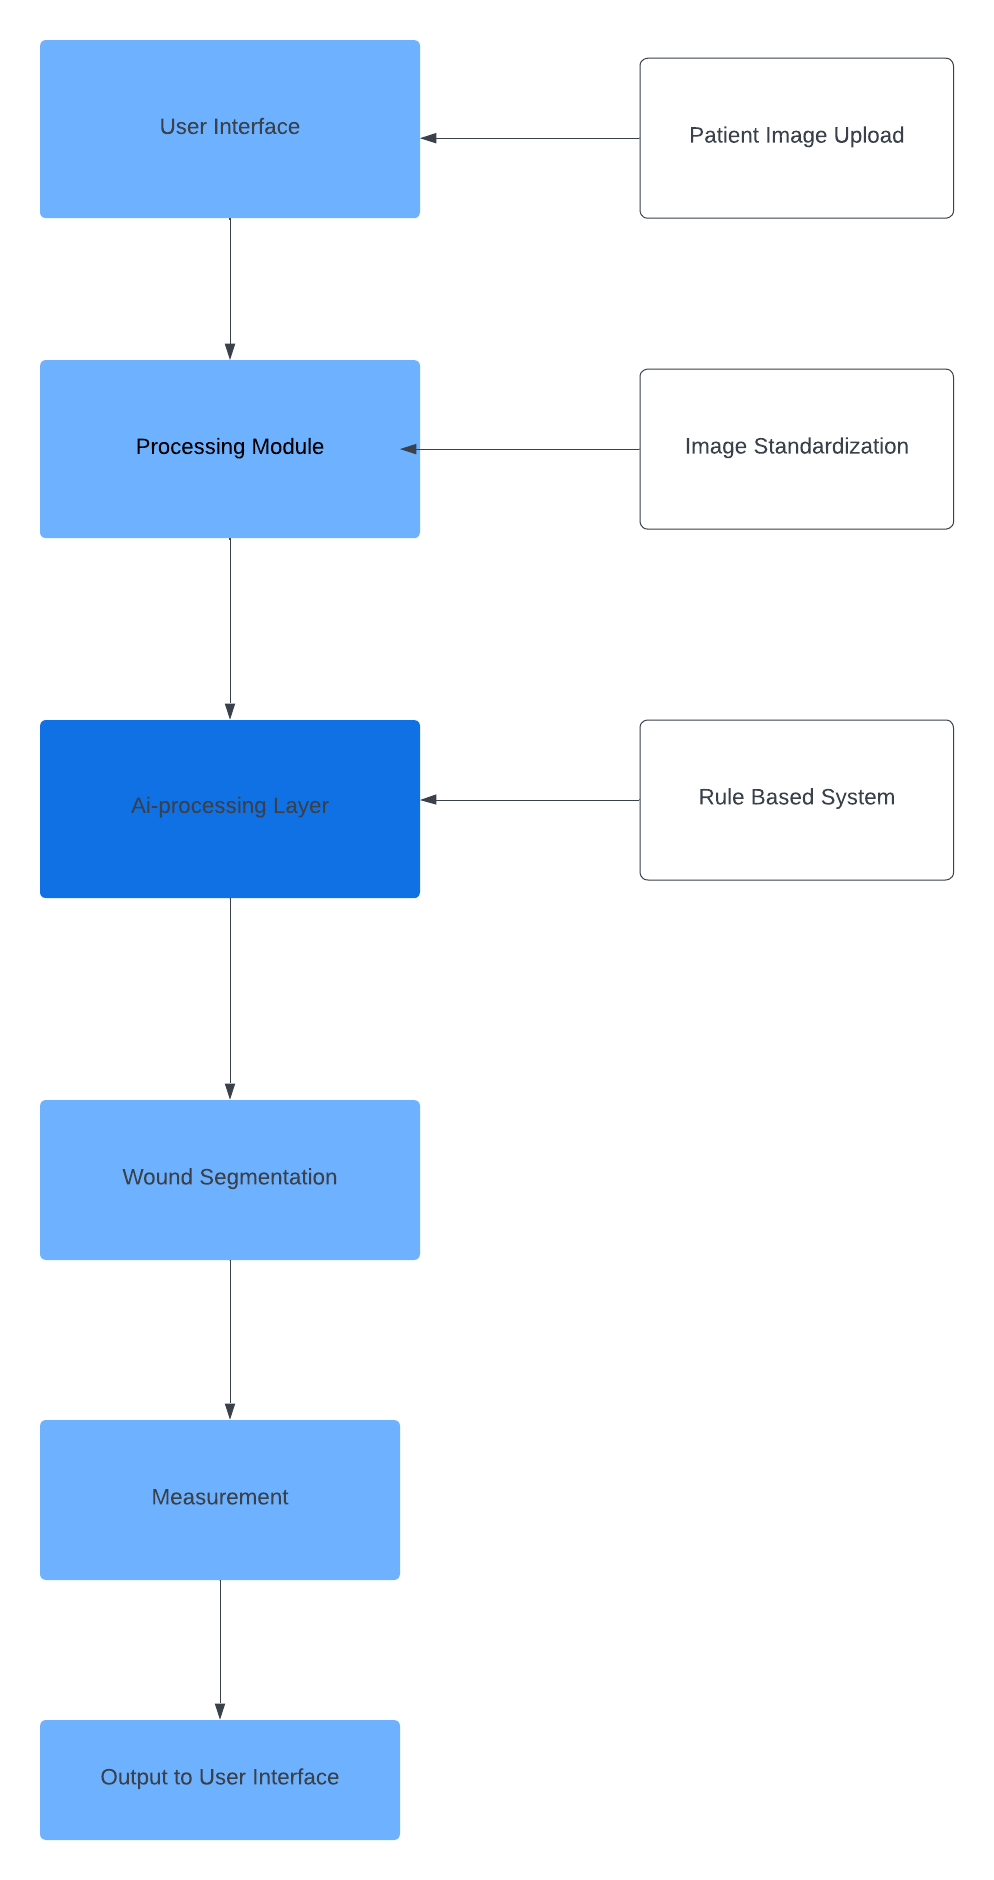 User Interface
Patient Image Upload
Processing Module
Image Standardization
Ai-processing Layer
Rule Based System
Wound Segmentation
Measurement
Output to User Interface